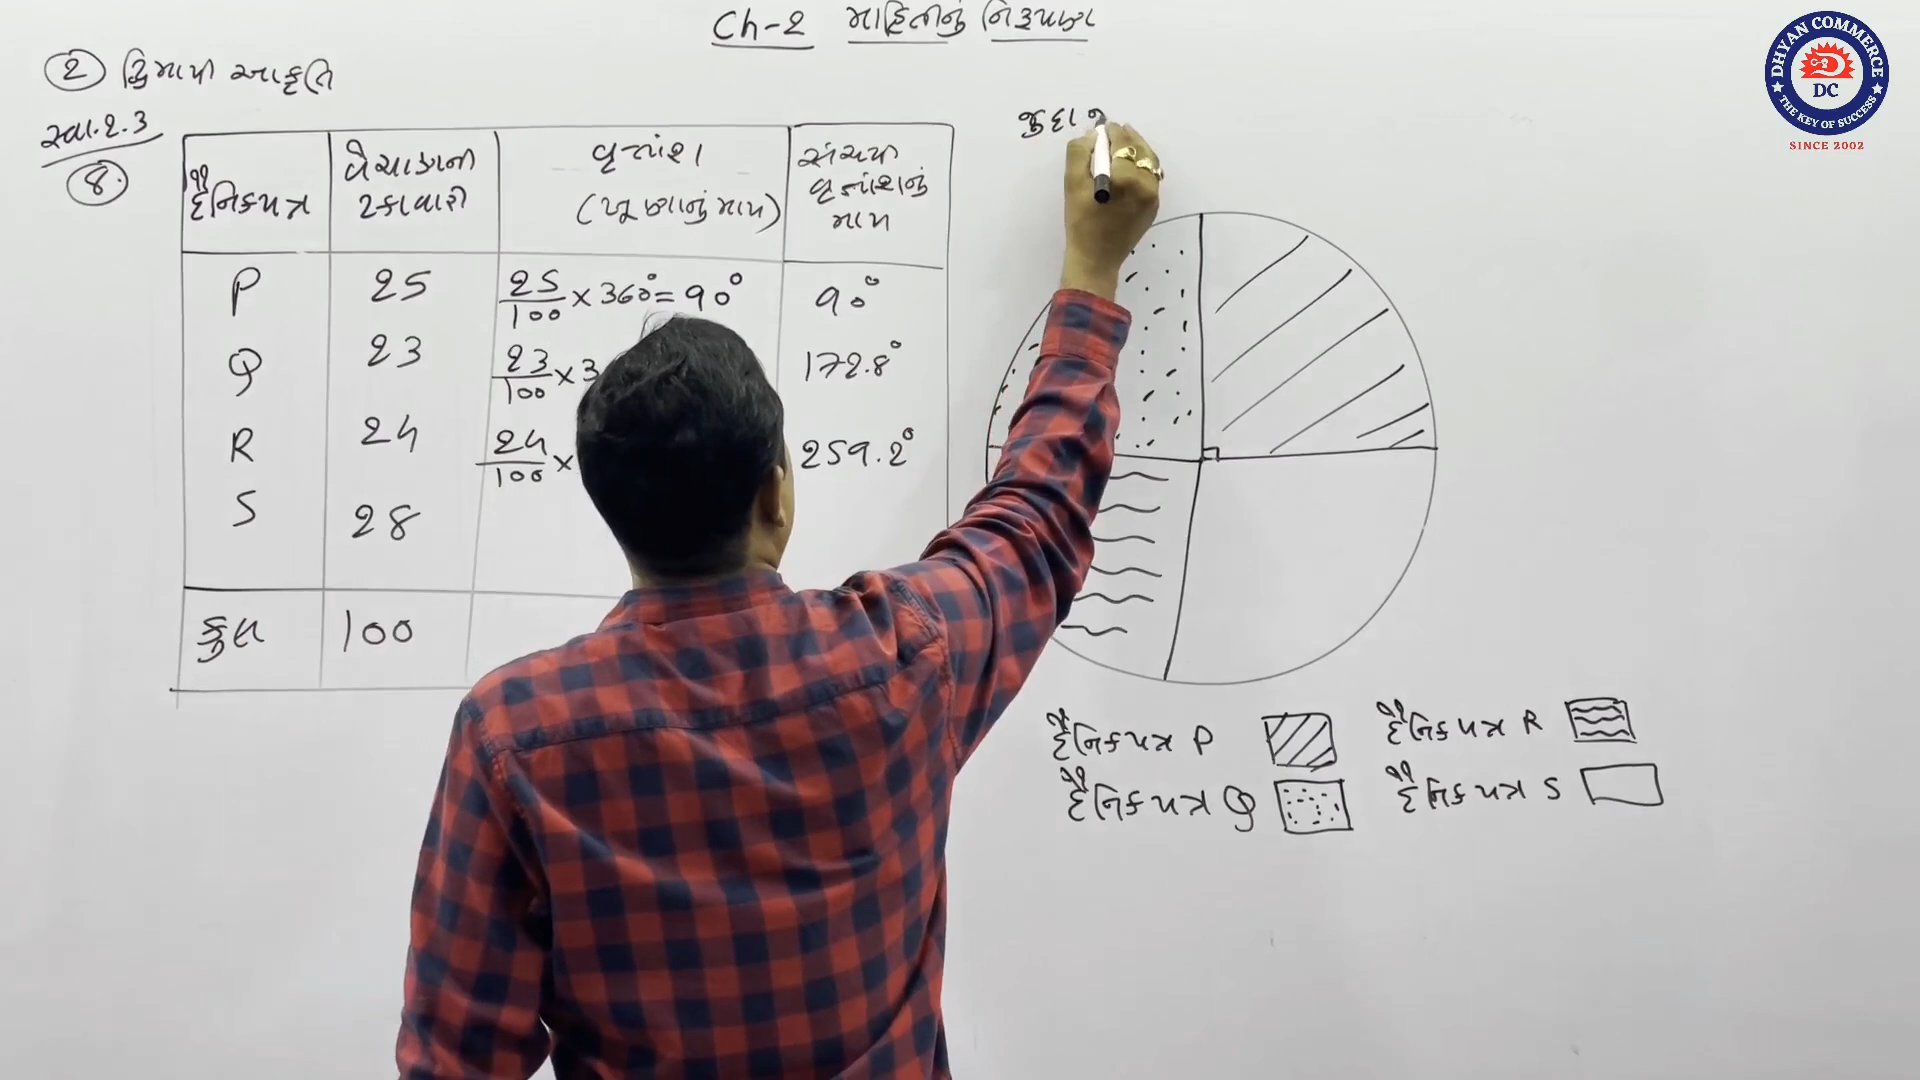 Ch-2 માહિતીનું નિરૂપણ
② દ્વિમાપી આકૃતિ
સ્વા.2.3
8.
દૈનિકપત્ર વેચાણની ટકાવારી વૃત્તાંશ (ખૂણાનું માપ) સંચયી વૃત્તાંશનું માપ
P 25 25/100 × 360° = 90° 90°
Q 23 23/100 × 3 172.8°
R 24 24/100 × 259.2°
S 28
કુલ 100
જુદા જ
દૈનિકપત્ર P
દૈનિકપત્ર R
દૈનિકપત્ર Q
દૈનિકપત્ર S
DHYAN COMMERCE
DC
THE KEY OF SUCCESS
SINCE 2002